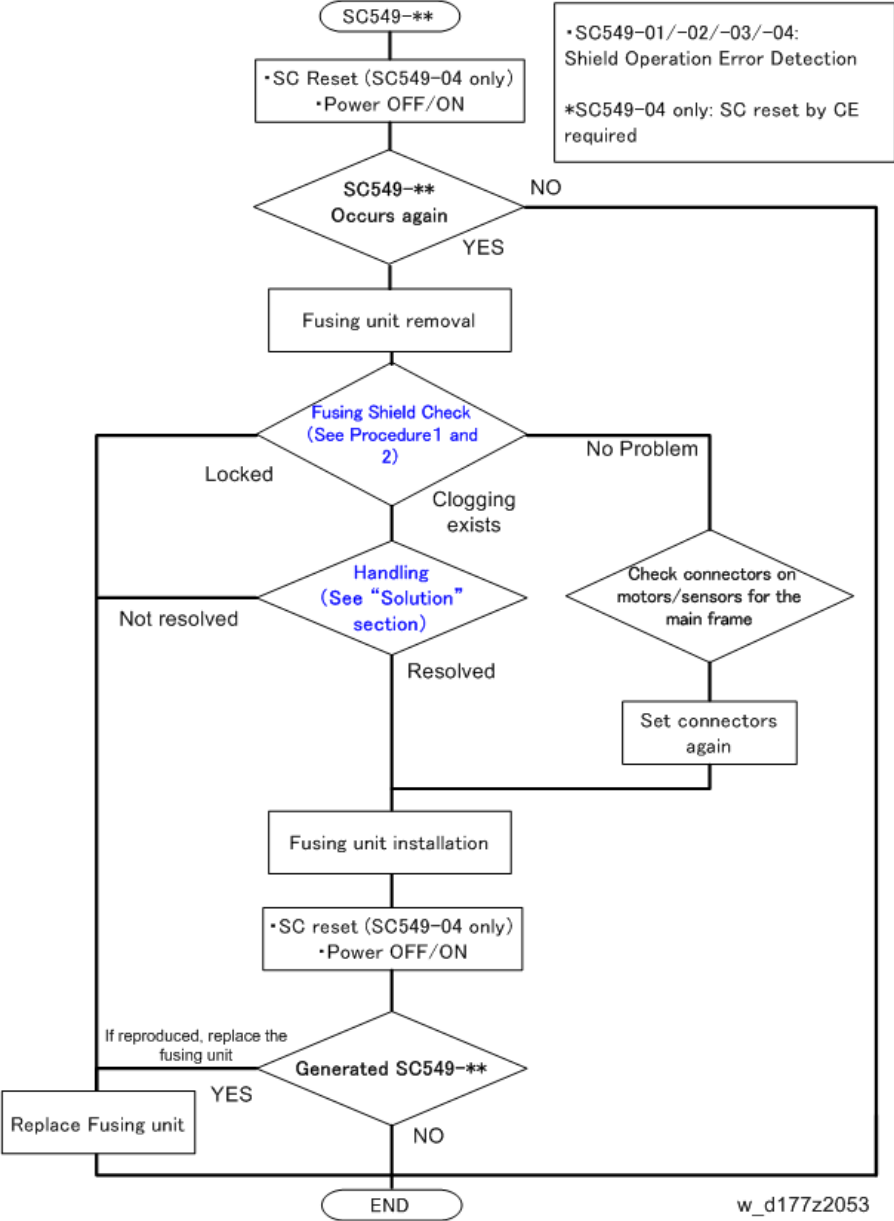 SC549-**
・SC549-01/-02/-03/-04:
Shield Operation Error Detection
*SC549-04 only: SC reset by CE
required
・SC Reset (SC549-04 only)
・Power OFF/ON
SC549-**
Occurs again
NO
YES
Fusing unit removal
Fusing Shield Check
(See Procedure1 and
2)
Locked
No Problem
Clogging
exists
Handling
(See “Solution”
section)
Not resolved
Resolved
Check connectors on
motors/sensors for the
main frame
Set connectors
again
Fusing unit installation
・SC reset (SC549-04 only)
・Power OFF/ON
If reproduced, replace the
fusing unit
Generated SC549-**
YES
NO
Replace Fusing unit
END
w_d177z2053